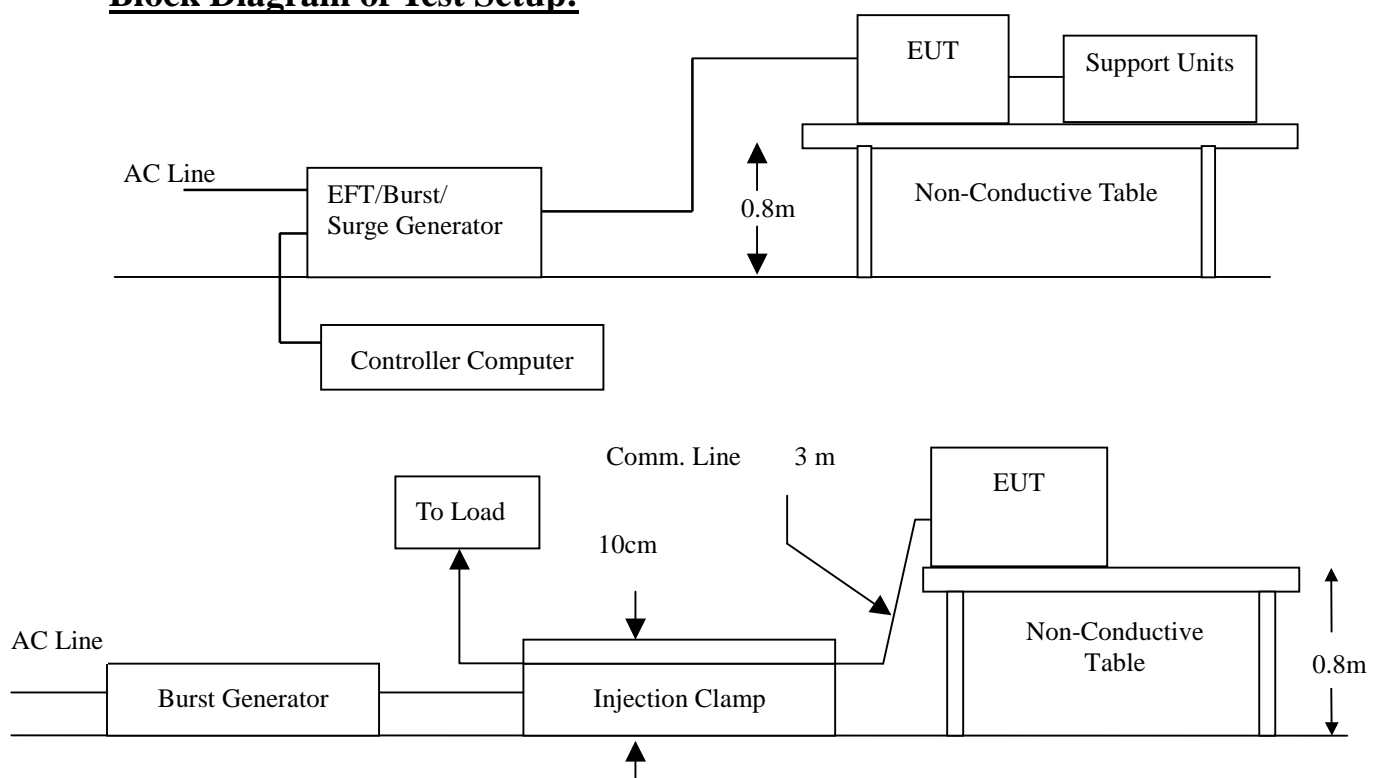 Block Diagram of Test Setup:
EUT
Support Units
AC Line
EFT/Burst/
Surge Generator
0.8m
Non-Conductive Table
Controller Computer
Comm. Line 3 m
EUT
To Load
10cm
AC Line
Non-Conductive
Table
0.8m
Burst Generator
Injection Clamp